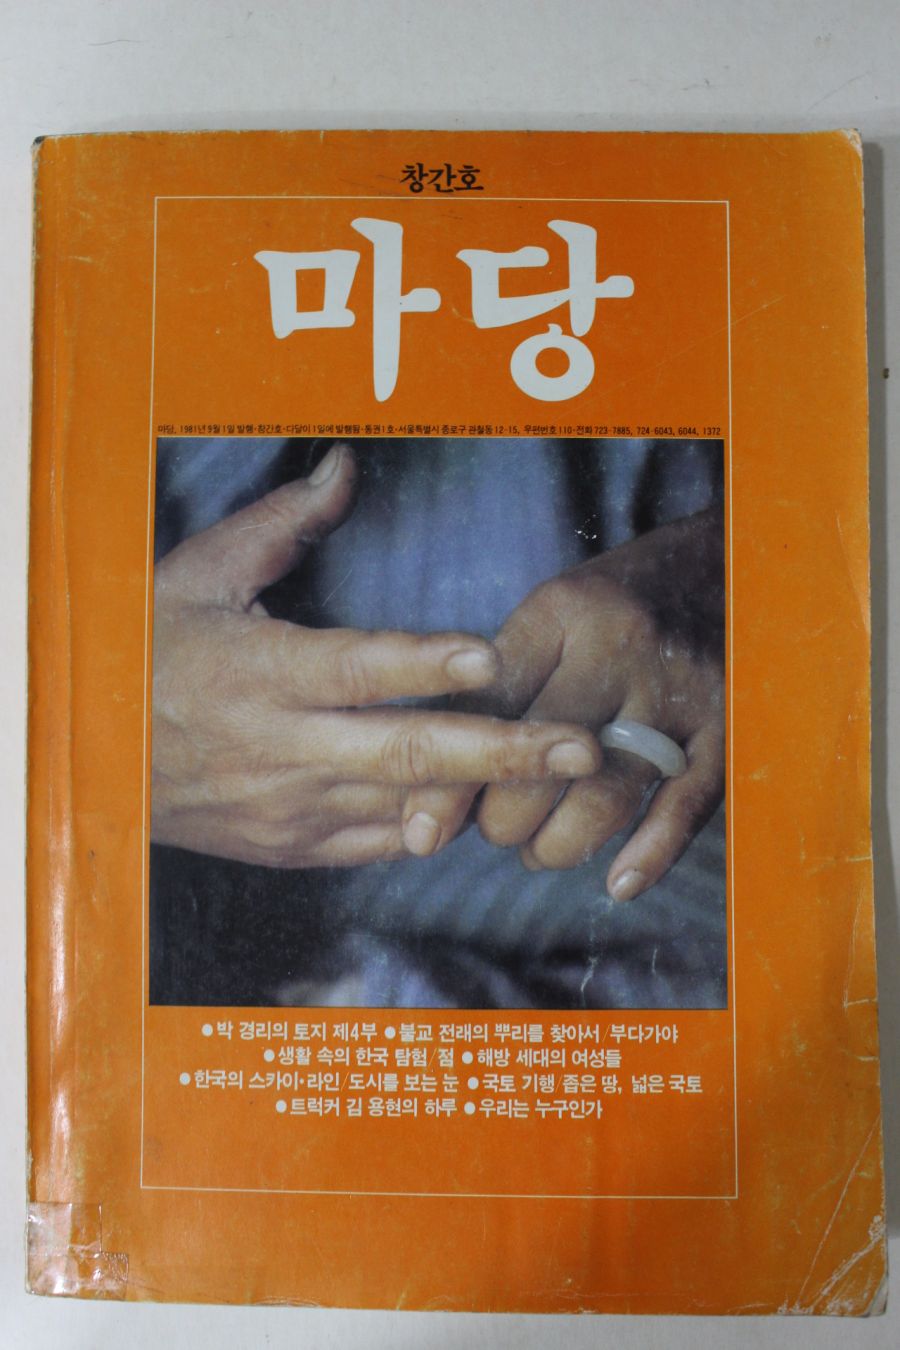 창간호
마당
마당, 1981년 9월 1일 발행·창간호·다달이 1일에 발행됨·통권 1호·서울특별시 종로구 관철동 12-15, 우편번호 110·전화 723-7885, 724-6043, 6044, 1372
●박 경리의 토지 제4부 ●불교 전래의 뿌리를 찾아서/부다가야
●생활 속의 한국 탐험/점 ●해방 세대의 여성들
●한국의 스카이·라인/도시를 보는 눈 ●국토 기행/좁은 땅, 넓은 국토
●트럭커 김 용현의 하루 ●우리는 누구인가